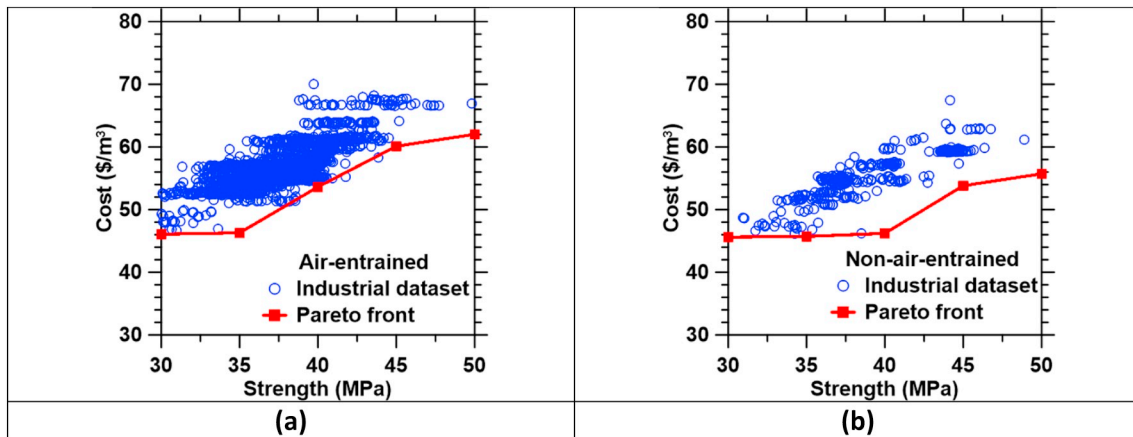 80
70
60
50
40
30
Cost ($/m³)
30
35
40
45
50
Strength (MPa)
Air-entrained
Industrial dataset
Pareto front
(a)
80
70
60
50
40
30
Cost ($/m³)
30
35
40
45
50
Strength (MPa)
Non-air-entrained
Industrial dataset
Pareto front
(b)